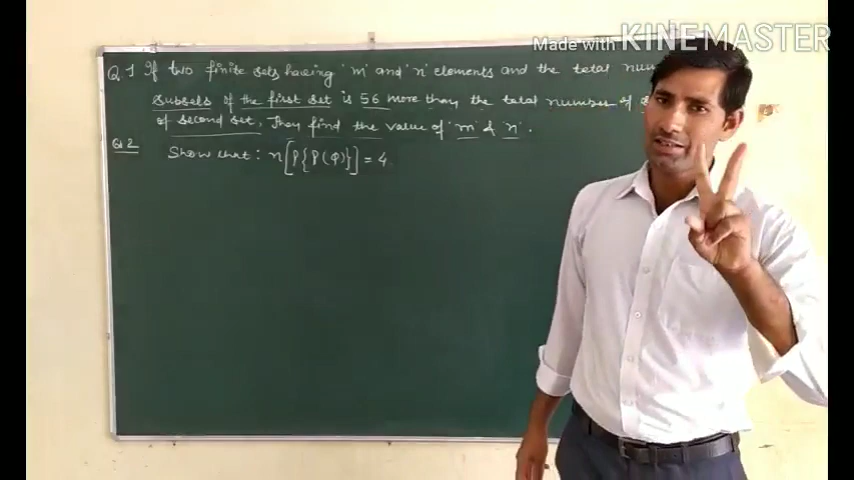 Made with KINEMASTER
Q.1 If two finite sets having 'm' and 'n' elements and the total num
subsets of the first set is 56 more than the total number of
of second set. Then find the value of 'm' & 'n'.
Q.2 Show that : n[P{P(φ)}] = 4